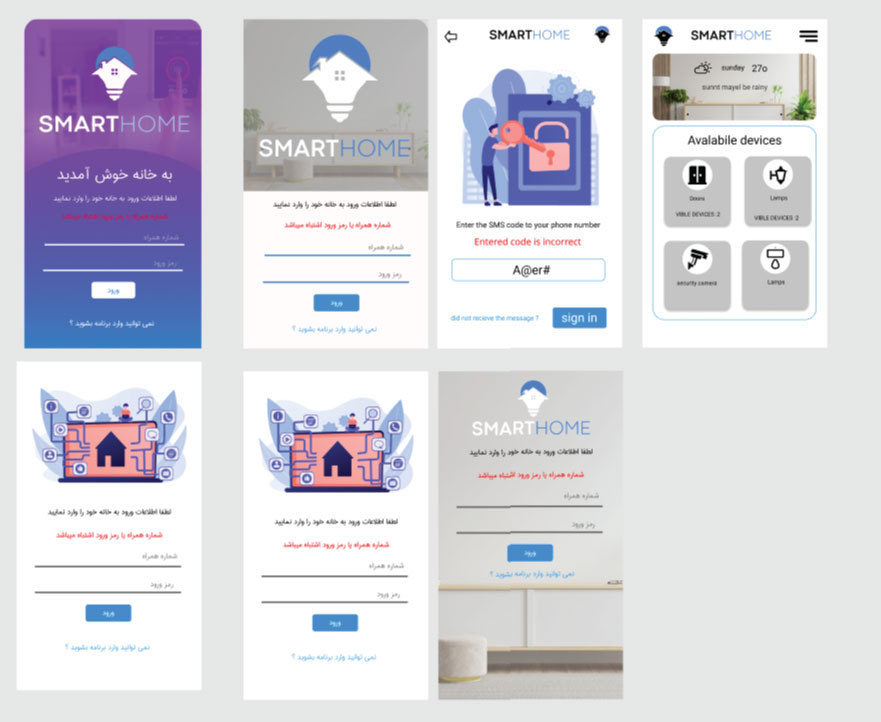 SMARTHOME
به خانه خوش آمدید
لطفا اطلاعات ورود به خانه خود را وارد نمایید
شماره همراه یا رمز ورود اشتباه میباشد
شماره همراه
رمز ورود
ورود
نمی توانید وارد برنامه بشوید ؟
SMARTHOME
لطفا اطلاعات ورود به خانه خود را وارد نمایید
شماره همراه یا رمز ورود اشتباه میباشد
شماره همراه
رمز ورود
ورود
نمی توانید وارد برنامه بشوید ؟
SMARTHOME
Enter the SMS code to your phone number
Entered code is incorrect
A@er#
did not recieve the message ?
sign in
SMARTHOME
sunday 27o
sunnt mayel be rainy
Avalabile devices
Doors
VIBLE DEVICES :2
Lamps
VIBLE DEVICES :2
security camera
Lamps
لطفا اطلاعات ورود به خانه خود را وارد نمایید
شماره همراه یا رمز ورود اشتباه میباشد
شماره همراه
رمز ورود
ورود
نمی توانید وارد برنامه بشوید ؟
لطفا اطلاعات ورود به خانه خود را وارد نمایید
شماره همراه یا رمز ورود اشتباه میباشد
شماره همراه
رمز ورود
ورود
نمی توانید وارد برنامه بشوید ؟
SMARTHOME
لطفا اطلاعات ورود به خانه خود را وارد نمایید
شماره همراه یا رمز ورود اشتباه میباشد
شماره همراه
رمز ورود
ورود
نمی توانید وارد برنامه بشوید ؟